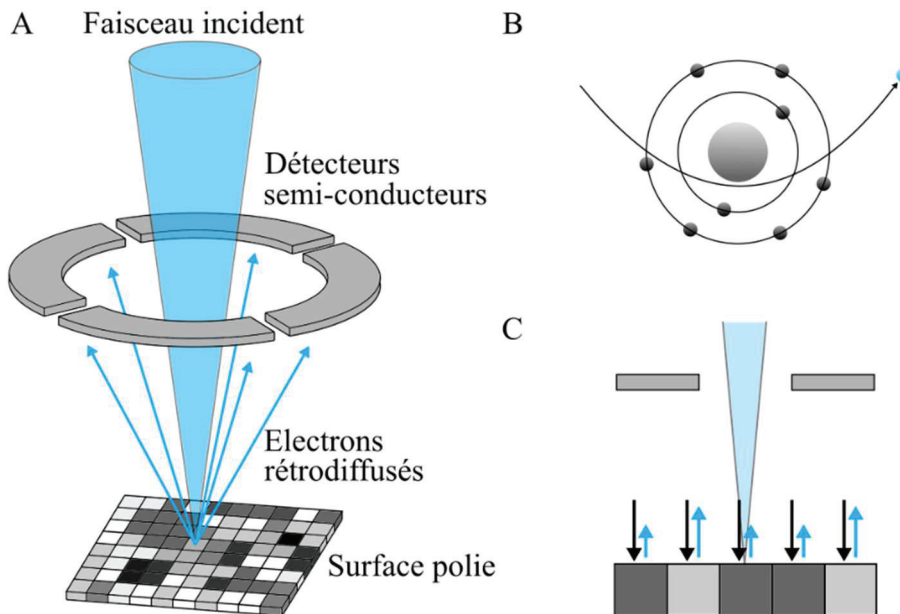 A
Faisceau incident
Détecteurs
semi-conducteurs
Electrons
rétrodiffusés
Surface polie
B
C